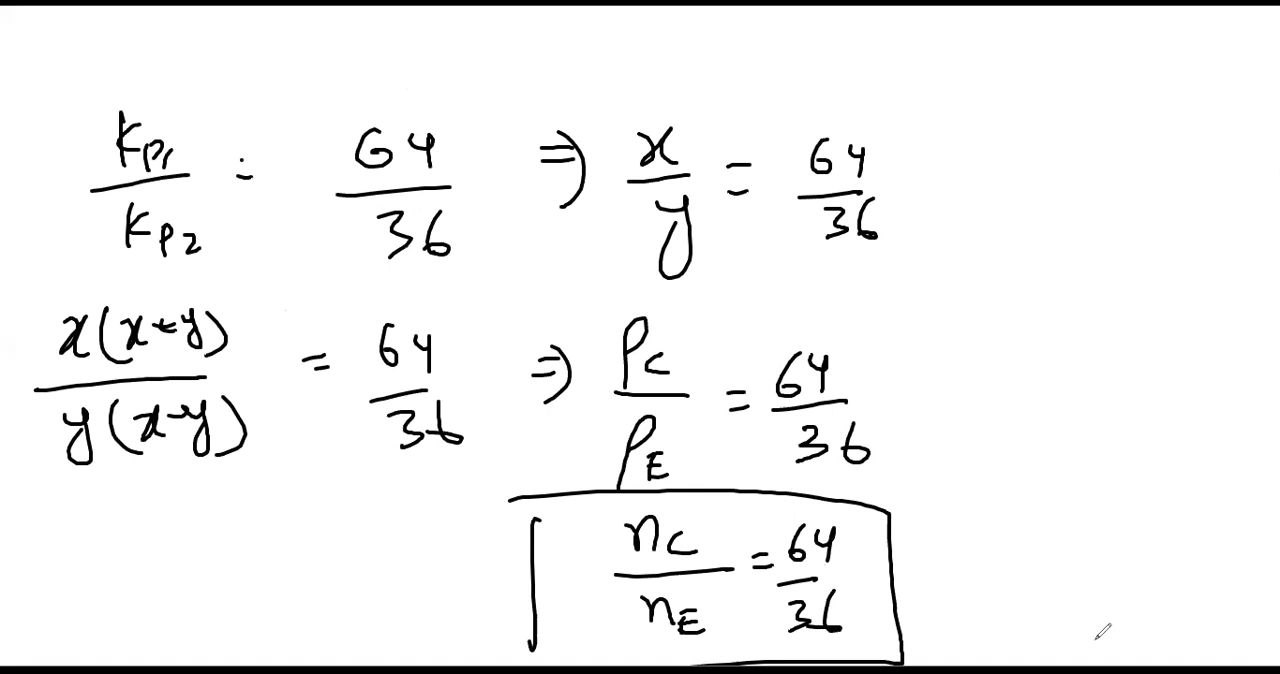 Kp1/Kp2 = 64/36 ⇒ x/y = 64/36
x(x+y)/y(x+y) = 64/36 ⇒ PC/PE = 64/36
nC/nE = 64/36